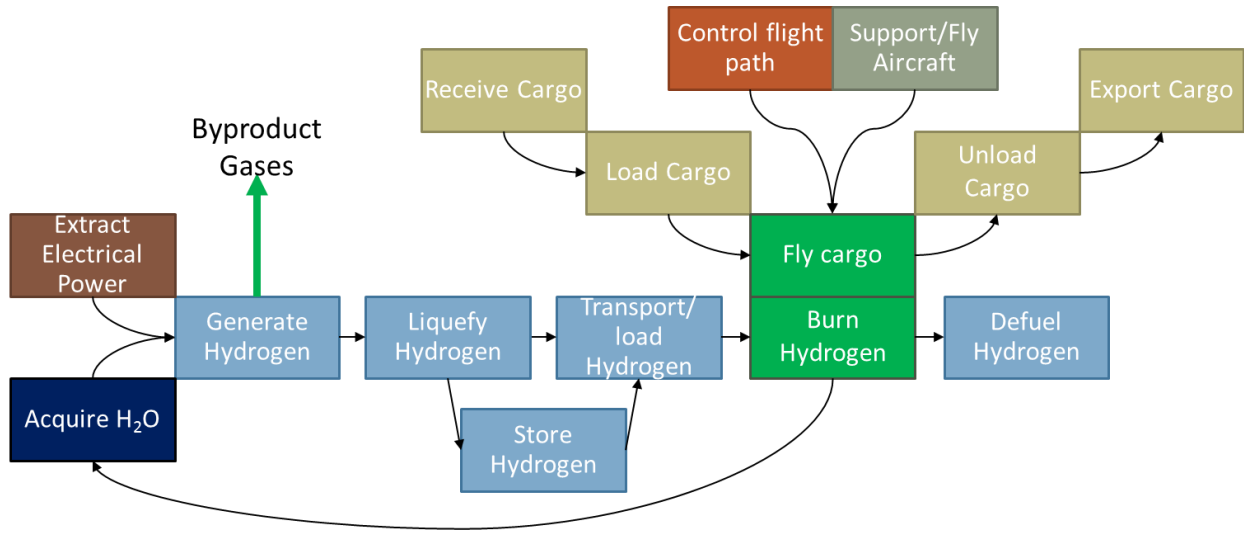 Control flight
path
Support/Fly
Aircraft
Receive Cargo
Export Cargo
Byproduct
Gases
Load Cargo
Unload
Cargo
Extract
Electrical
Power
Fly cargo
Generate
Hydrogen
Liquefy
Hydrogen
Transport/
load
Hydrogen
Burn
Hydrogen
Defuel
Hydrogen
Acquire H₂O
Store
Hydrogen